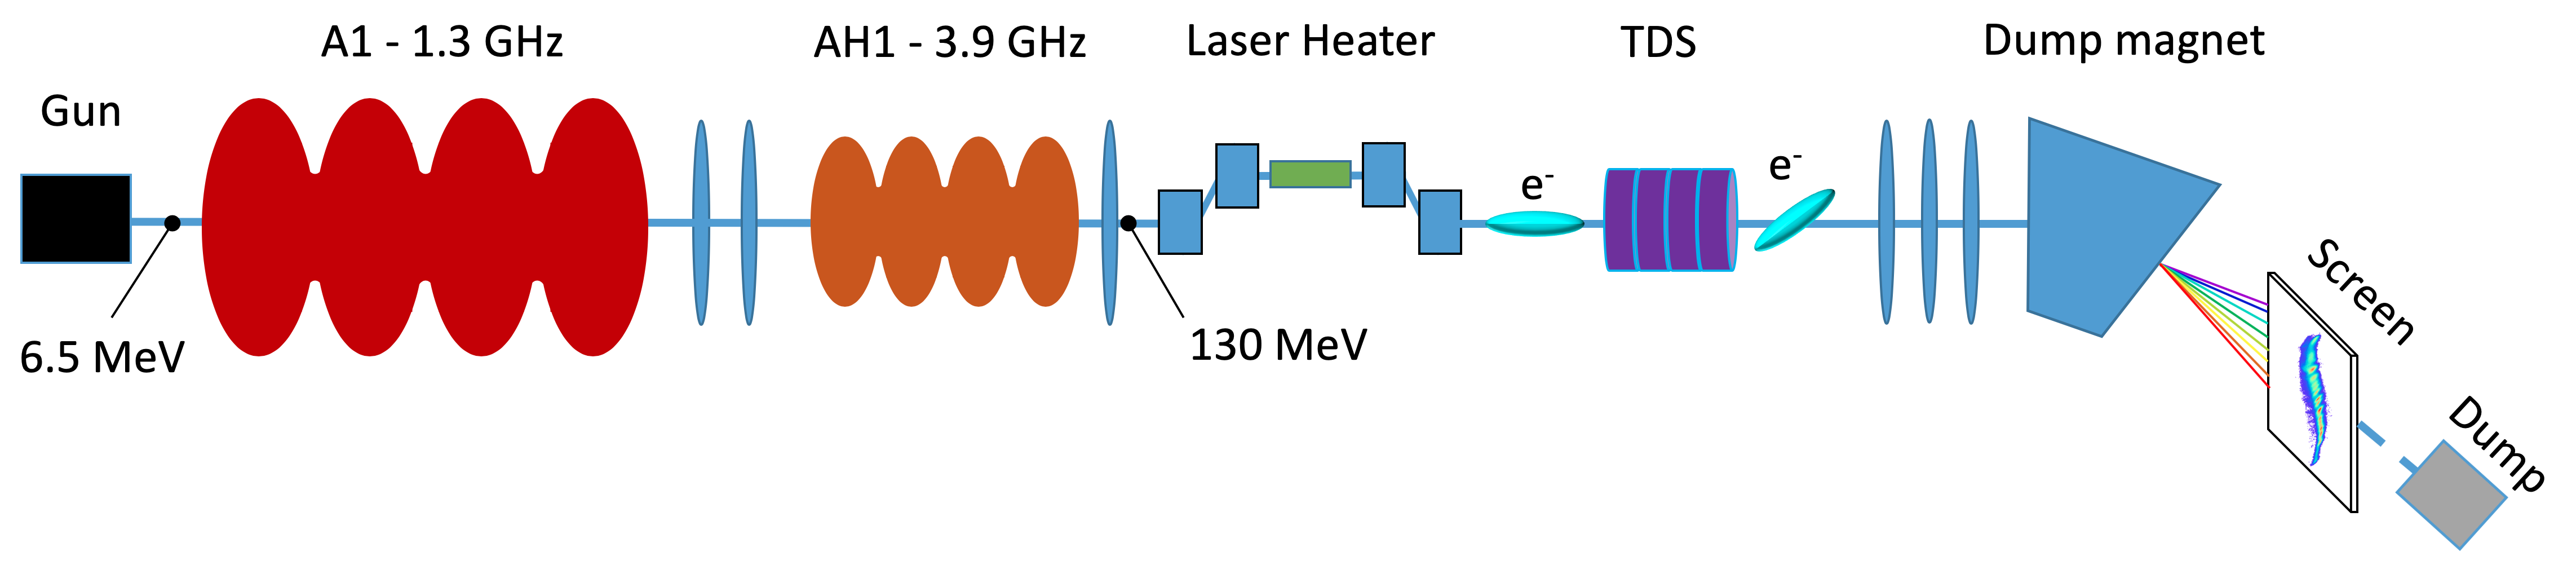 Gun
A1 - 1.3 GHz
AH1 - 3.9 GHz
Laser Heater
TDS
Dump magnet
e-
e-
6.5 MeV
130 MeV
Screen
Dump